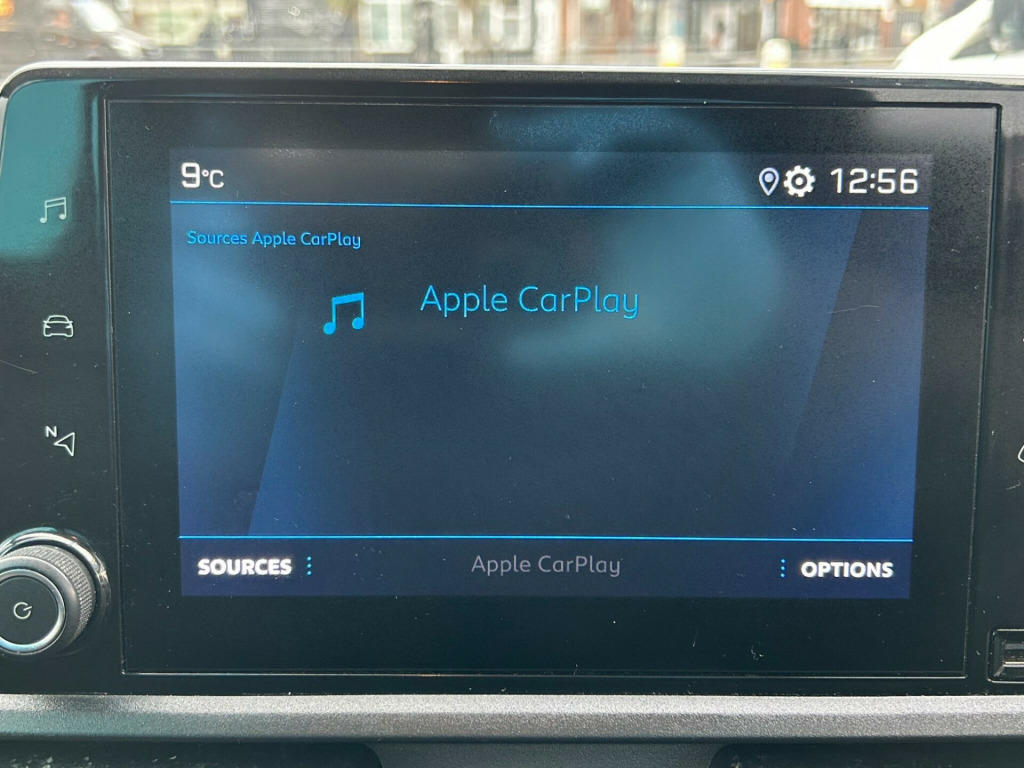 9°C
12:56
Sources Apple CarPlay
Apple CarPlay
N
SOURCES
Apple CarPlay
OPTIONS